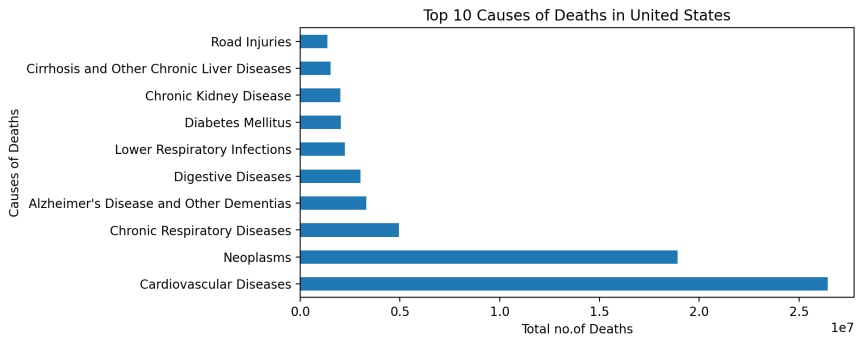 Top 10 Causes of Deaths in United States
Causes of Deaths
Road Injuries
Cirrhosis and Other Chronic Liver Diseases
Chronic Kidney Disease
Diabetes Mellitus
Lower Respiratory Infections
Digestive Diseases
Alzheimer's Disease and Other Dementias
Chronic Respiratory Diseases
Neoplasms
Cardiovascular Diseases
0.0 0.5 1.0 1.5 2.0 2.5
1e7
Total no.of Deaths